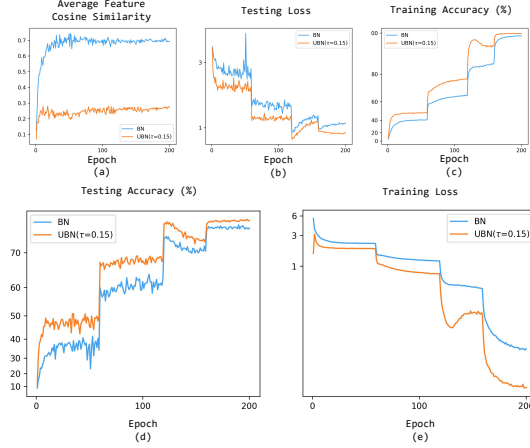 Average Feature
Cosine Similarity
0.7
0.6
0.5
0.4
0.3
0.2
0.1
BN
UBN(τ=0.15)
0
100
200
Epoch
(a)
Testing Loss
3
1
BN
UBN(τ=0.15)
0
100
200
Epoch
(b)
Training Accuracy (%)
00
80
60
40
20
0
BN
UBN(τ=0.15)
0
100
200
Epoch
(c)
Testing Accuracy (%)
70
60
50
40
30
20
10
BN
UBN(τ=0.15)
0
100
200
Epoch
(d)
Training Loss
6
3
1
BN
UBN(τ=0.15)
0
100
200
Epoch
(e)